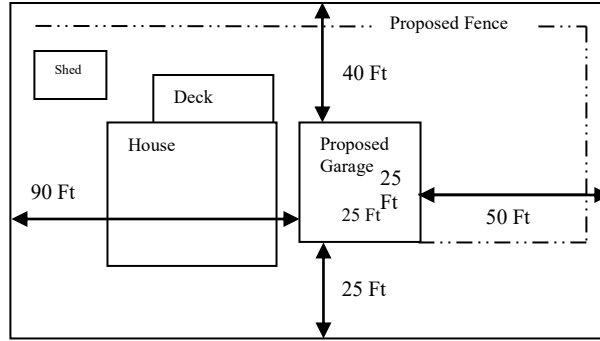 Proposed Fence
Shed
40 Ft
Deck
House
Proposed
Garage
25
Ft
25 Ft
90 Ft
50 Ft
25 Ft